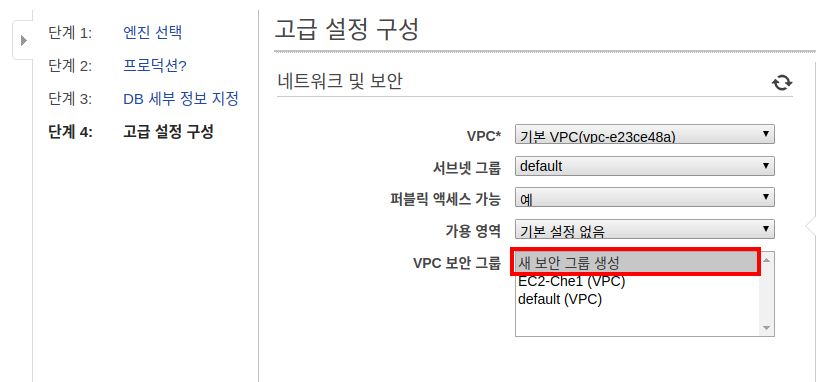 단계 1: 엔진 선택
단계 2: 프로덕션?
단계 3: DB 세부 정보 지정
단계 4: 고급 설정 구성
고급 설정 구성
네트워크 및 보안
VPC* 기본 VPC(vpc-e23ce48a)
서브넷 그룹 default
퍼블릭 액세스 가능 예
가용 영역 기본 설정 없음
VPC 보안 그룹 새 보안 그룹 생성
EC2-Che1 (VPC)
default (VPC)